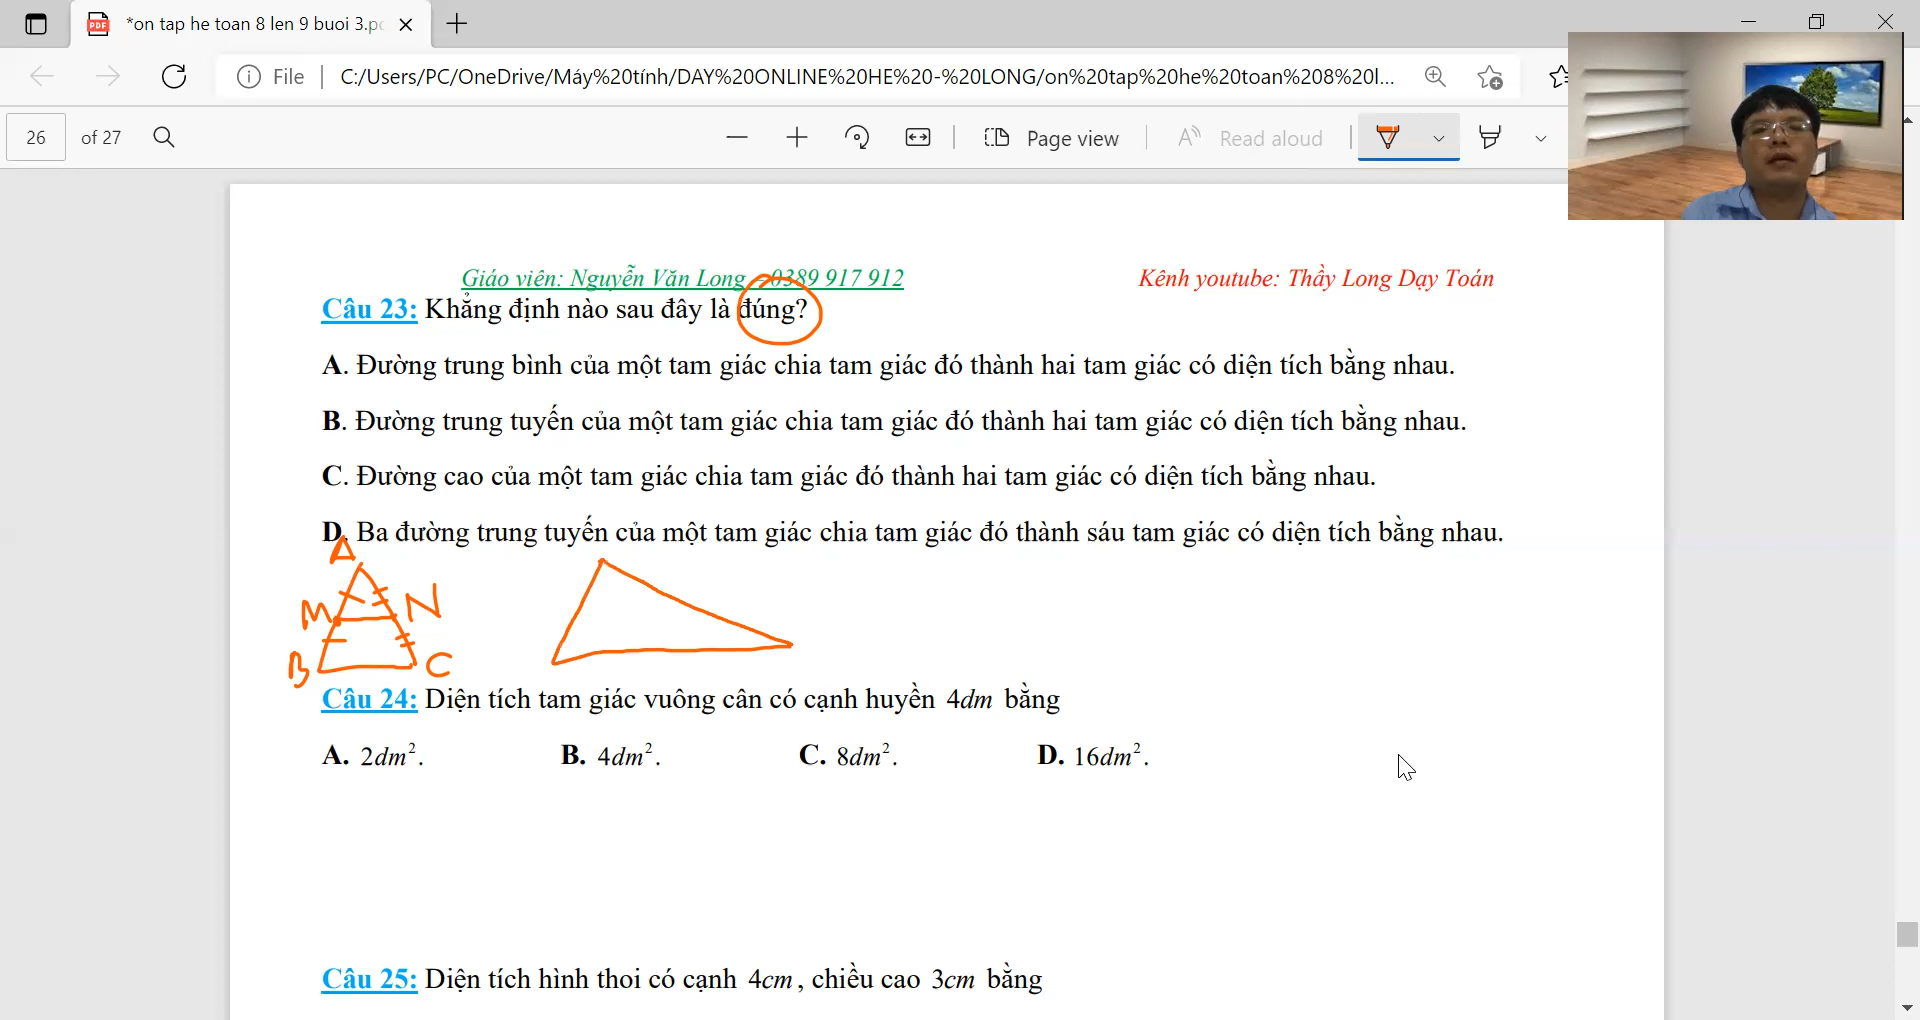 *on tap he toan 8 len 9 buoi 3.p
File
C:/Users/PC/OneDrive/Máy%20tính/DAY%20ONLINE%20HE%20-%20LONG/on%20tap%20he%20toan%208%20l...
26 of 27
Page view
Read aloud
Giáo viên: Nguyễn Văn Long – 0389 917 912
Kênh youtube: Thầy Long Dạy Toán
Câu 23: Khẳng định nào sau đây là đúng?
A. Đường trung bình của một tam giác chia tam giác đó thành hai tam giác có diện tích bằng nhau.
B. Đường trung tuyến của một tam giác chia tam giác đó thành hai tam giác có diện tích bằng nhau.
C. Đường cao của một tam giác chia tam giác đó thành hai tam giác có diện tích bằng nhau.
D. Ba đường trung tuyến của một tam giác chia tam giác đó thành sáu tam giác có diện tích bằng nhau.
A
M N
B C
Câu 24: Diện tích tam giác vuông cân có cạnh huyền 4dm bằng
A. 2dm². B. 4dm². C. 8dm². D. 16dm².
Câu 25: Diện tích hình thoi có cạnh 4cm, chiều cao 3cm bằng